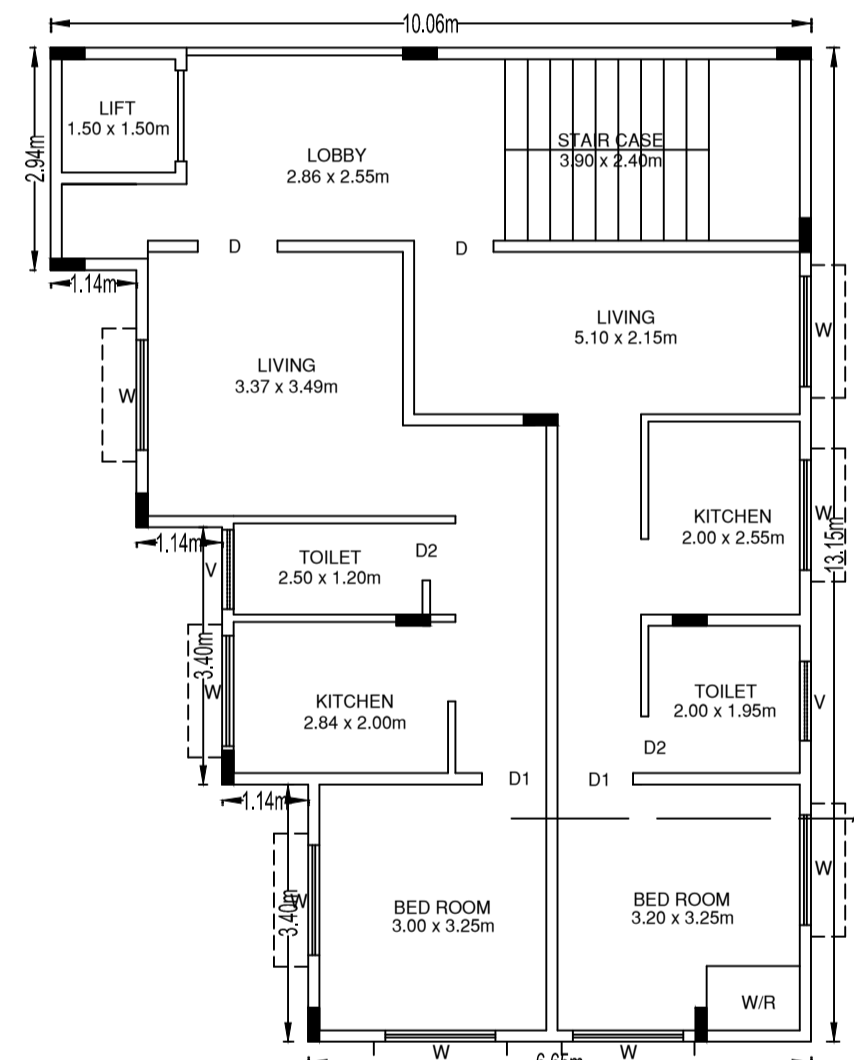 10.06m
LIFT
1.50 x 1.50m
2.94m
LOBBY
2.86 x 2.55m
STAIR CASE
3.90 x 2.40m
D
D
1.14m
LIVING
5.10 x 2.15m
W
LIVING
3.37 x 3.49m
W
KITCHEN
2.00 x 2.55m
W
13.15m
1.14m
V
TOILET
2.50 x 1.20m
D2
3.40m
W
KITCHEN
2.84 x 2.00m
TOILET
2.00 x 1.95m
V
D2
D1
D1
1.14m
W
3.40m
W
BED ROOM
3.00 x 3.25m
BED ROOM
3.20 x 3.25m
W/R
W
W
6.65m